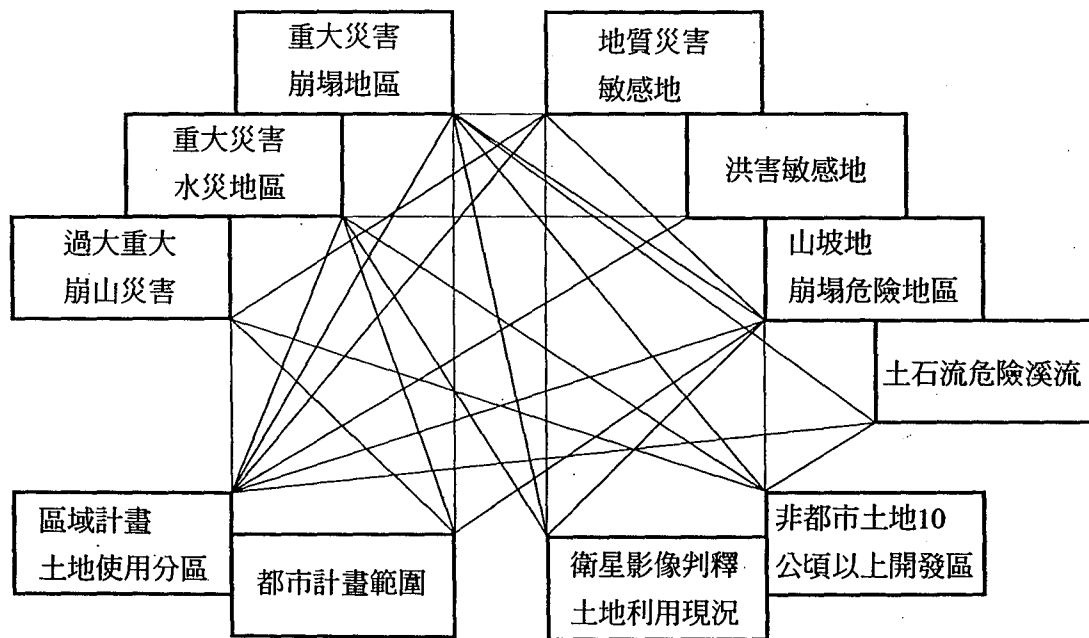 重大災害
崩塌地區
地質災害
敏感地
重大災害
水災地區
洪害敏感地
過大重大
崩山災害
山坡地
崩塌危險地區
土石流危險溪流
區域計畫
土地使用分區
都市計畫範圍
衛星影像判釋
土地利用現況
非都市土地10
公頃以上開發區